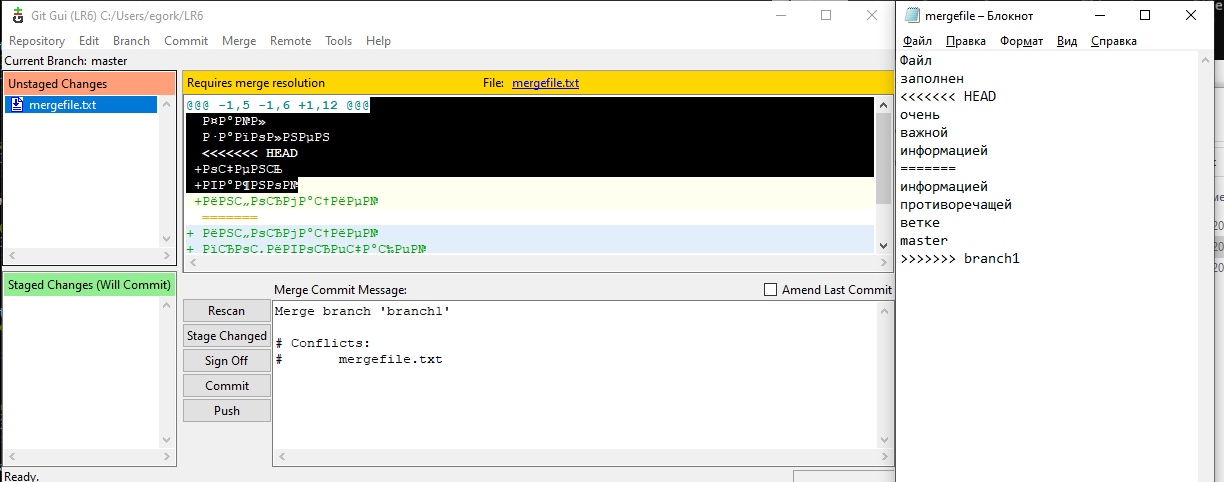 Git Gui (LR6) C:/Users/egork/LR6
Repository Edit Branch Commit Merge Remote Tools Help
Current Branch: master
Unstaged Changes
mergefile.txt
Staged Changes (Will Commit)
Requires merge resolution File: mergefile.txt
@@@ -1,5 -1,6 +1,12 @@@
Р¤Р°Р№Р»
Р·Р°РїРѕР»РЅРµРЅ
<<<<<<< HEAD
+РѕС‡РµРЅСЊ
+РІР°Р¶РЅРѕР№
+РёРЅС„РѕСЂРјР°С†РёРµР№
=======
+ РёРЅС„РѕСЂРјР°С†РёРµР№
+ РїСЂРѕС‚РёРІРѕСЂРµС‡Р°С‰РµР№
Rescan
Stage Changed
Sign Off
Commit
Push
Merge Commit Message: Amend Last Commit
Merge branch 'branch1'
# Conflicts:
# mergefile.txt
Ready.
mergefile – Блокнот
Файл Правка Формат Вид Справка
Файл
заполнен
<<<<<<< HEAD
очень
важной
информацией
=======
информацией
противоречащей
ветке
master
>>>>>>> branch1